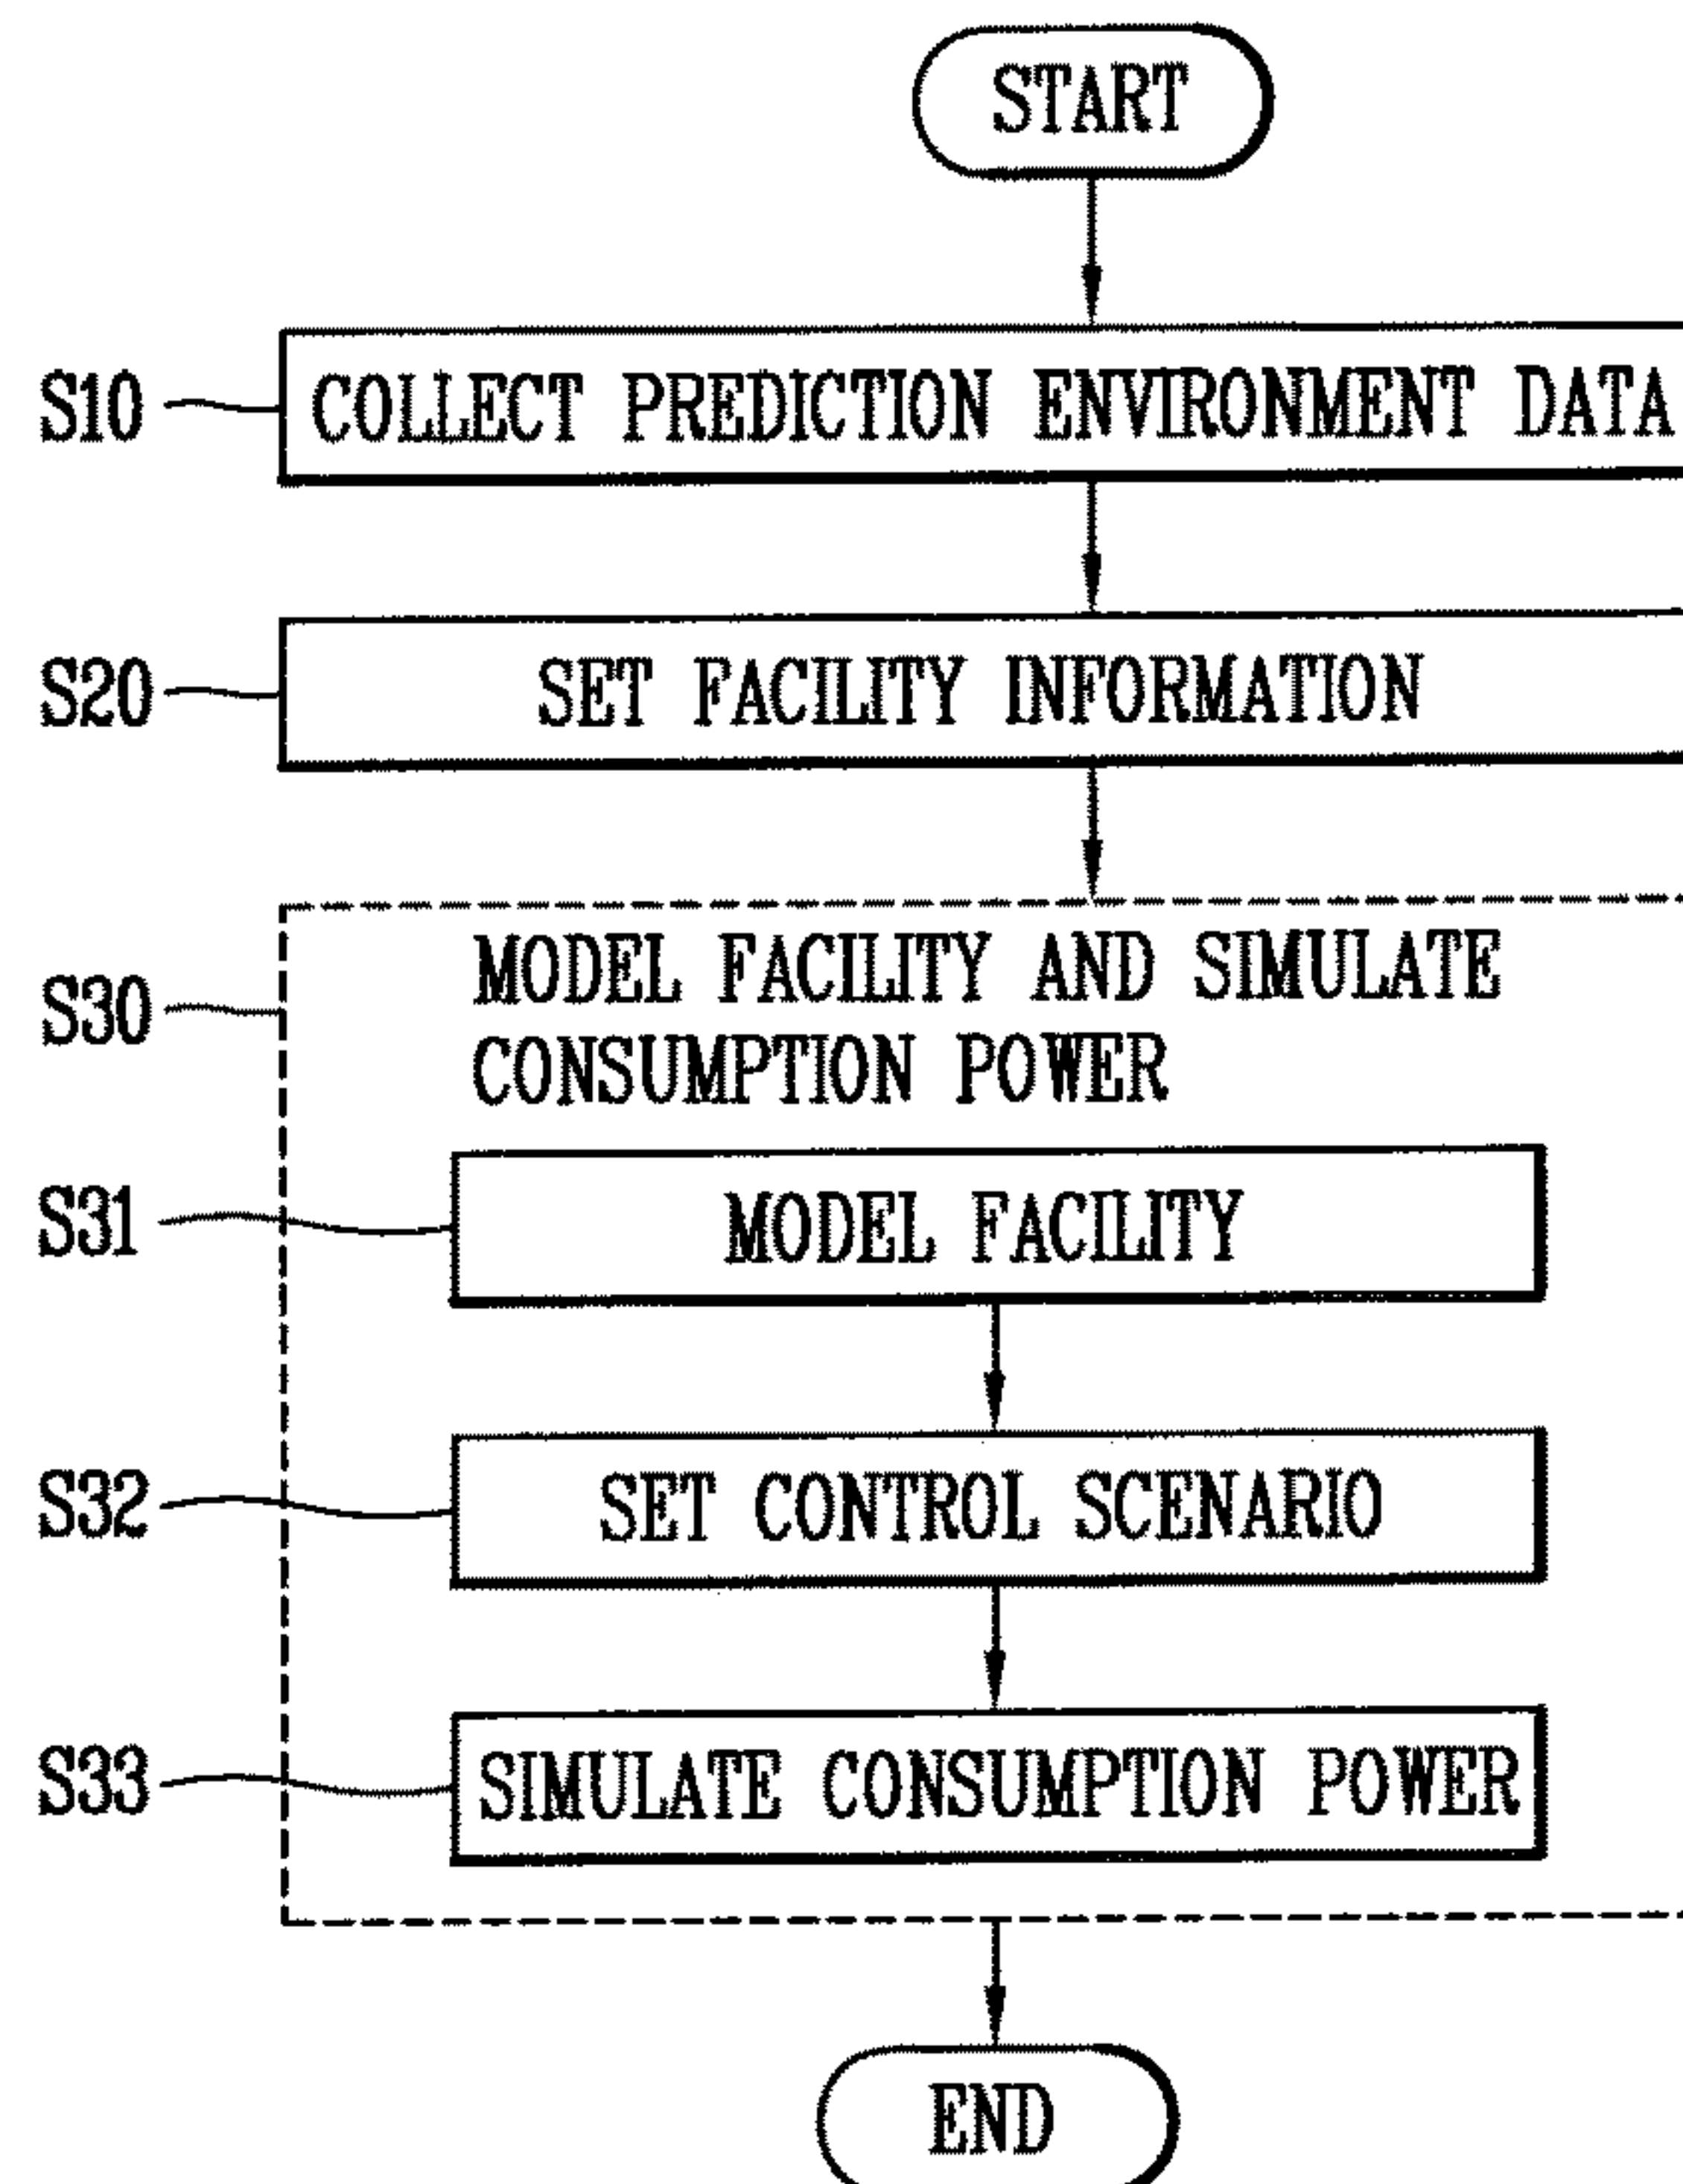 START
S10 COLLECT PREDICTION ENVIRONMENT DATA
S20 SET FACILITY INFORMATION
S30 MODEL FACILITY AND SIMULATE
CONSUMPTION POWER
S31 MODEL FACILITY
S32 SET CONTROL SCENARIO
S33 SIMULATE CONSUMPTION POWER
END